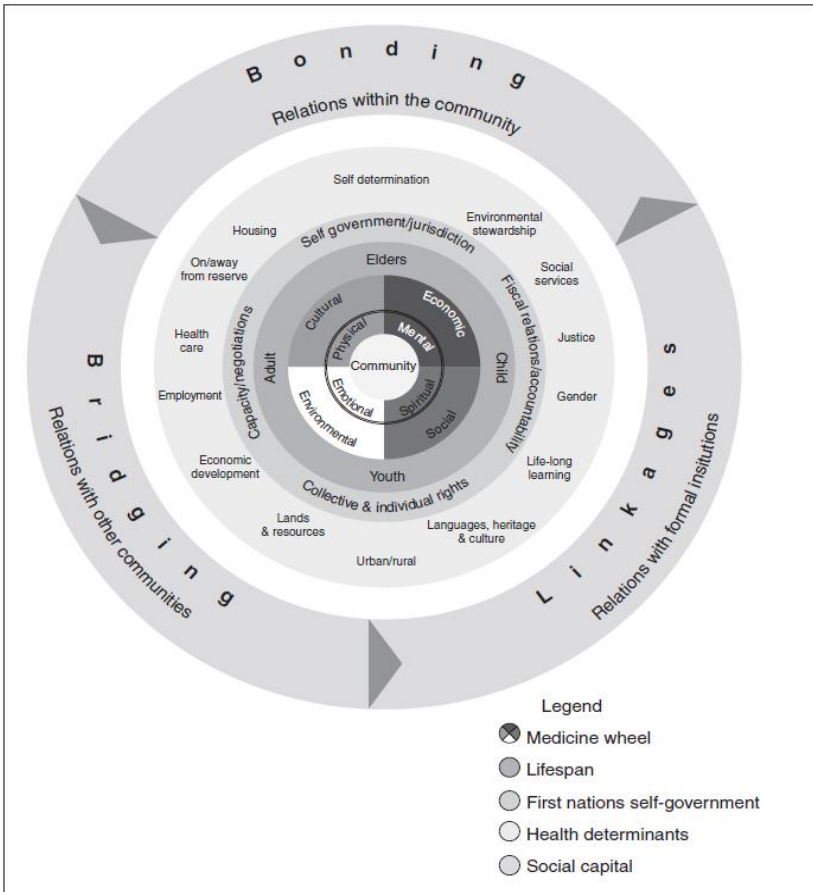 Bonding
Relations within the community
Self determination
Housing
Environmental
stewardship
Self government/jurisdiction
On/away
from reserve
Elders
Social
services
Cultural
Economic
Fiscal relations/accountability
Physical
Mental
Health
care
Capacity/negotiations
Adult
Community
Child
Justice
Employment
Emotional
Spiritual
Gender
Environmental
Social
Economic
development
Youth
Life-long
learning
Collective & individual rights
Lands
& resources
Languages, heritage
& culture
Urban/rural
Bridging
Relations with other communities
Linkages
Relations with formal insitutions
Legend
Medicine wheel
Lifespan
First nations self-government
Health determinants
Social capital